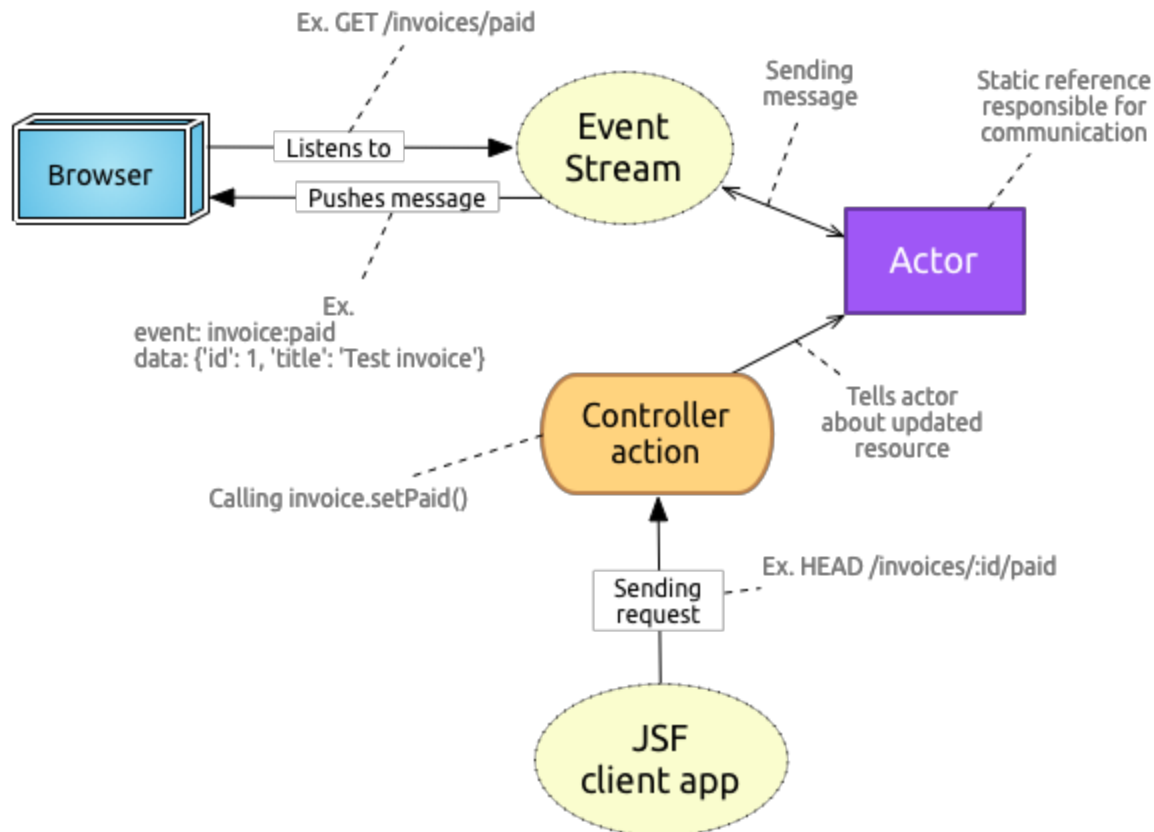 Ex. GET /invoices/paid
Sending
message
Static reference
responsible for
communication
Event
Stream
Listens to
Browser
Pushes message
Actor
Ex.
event: invoice:paid
data: {'id': 1, 'title': 'Test invoice'}
Controller
action
Tells actor
about updated
resource
Calling invoice.setPaid()
Ex. HEAD /invoices/:id/paid
Sending
request
JSF
client app